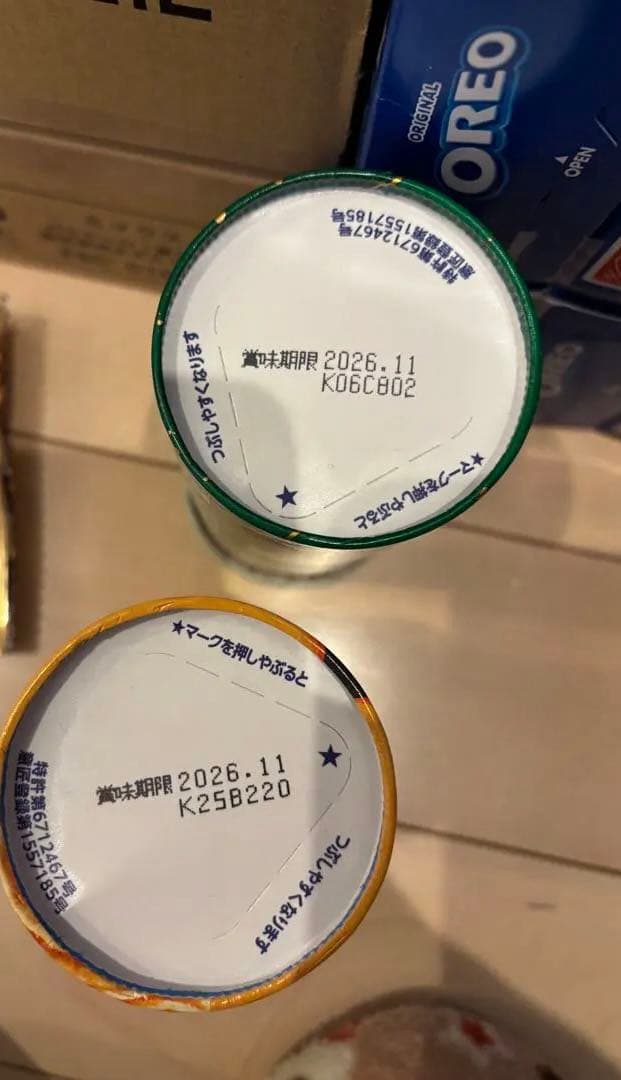 ORIGINAL
OREO
OPEN
特許第6712467号
意匠登録第1557185号
賞味期限 2026.11
K06C802
つぶしやすくなります
★マークを押しやぶると
★
★マークを押しやぶると
★
賞味期限 2026.11
K25B220
特許第6712467号
意匠登録第1557185号
つぶしやすくなります